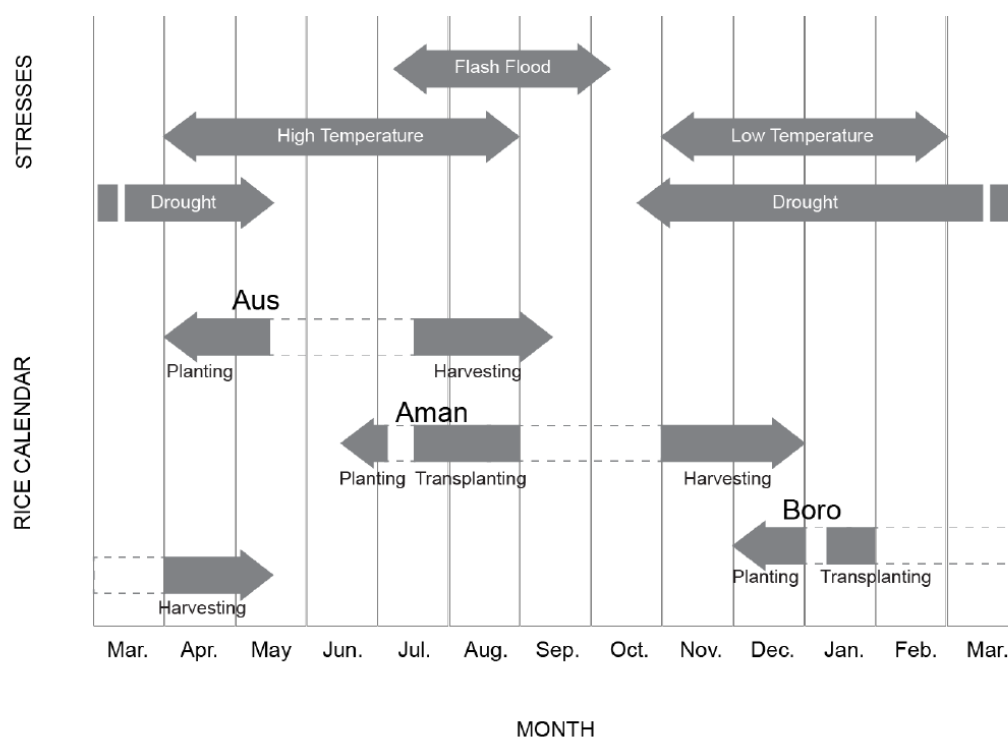 STRESSES
Flash Flood
High Temperature
Low Temperature
Drought
Drought
RICE CALENDAR
Aus
Planting
Harvesting
Aman
Planting
Transplanting
Harvesting
Boro
Planting
Transplanting
Harvesting
Mar.
Apr.
May
Jun.
Jul.
Aug.
Sep.
Oct.
Nov.
Dec.
Jan.
Feb.
Mar.
MONTH